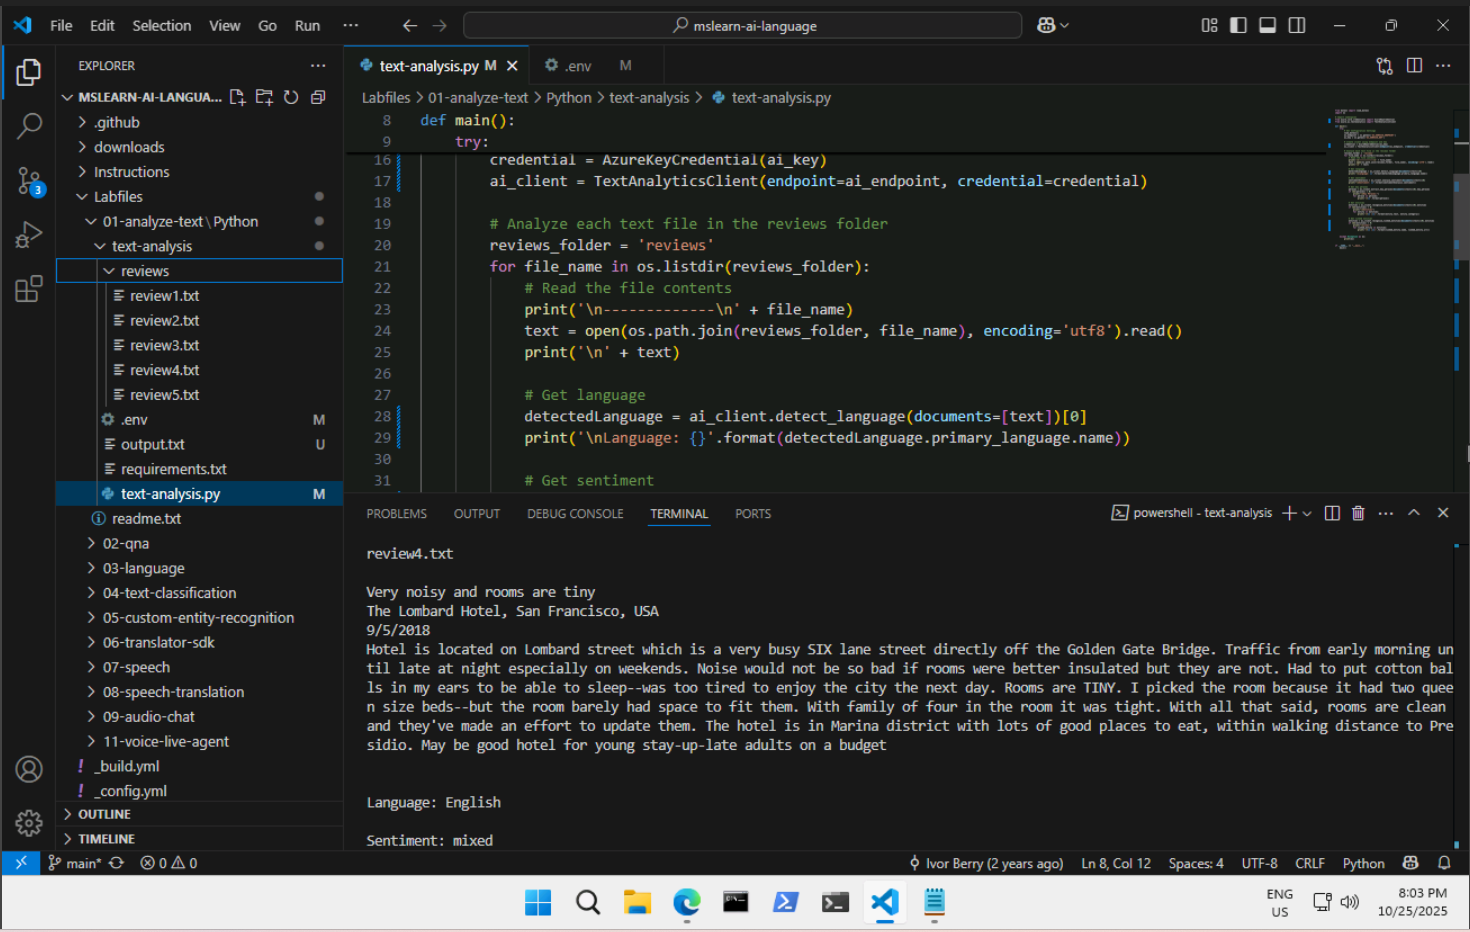 File Edit Selection View Go Run ··· mslearn-ai-language
EXPLORER ···
MSLEARN-AI-LANGUA...
.github
downloads
Instructions
Labfiles
01-analyze-text\Python
text-analysis
reviews
review1.txt
review2.txt
review3.txt
review4.txt
review5.txt
.env M
output.txt U
requirements.txt
text-analysis.py M
readme.txt
02-qna
03-language
04-text-classification
05-custom-entity-recognition
06-translator-sdk
07-speech
08-speech-translation
09-audio-chat
11-voice-live-agent
! _build.yml
! _config.yml
OUTLINE
TIMELINE
3
text-analysis.py M .env M
Labfiles > 01-analyze-text > Python > text-analysis > text-analysis.py
8 def main():
9 try:
16 credential = AzureKeyCredential(ai_key)
17 ai_client = TextAnalyticsClient(endpoint=ai_endpoint, credential=credential)
18
19 # Analyze each text file in the reviews folder
20 reviews_folder = 'reviews'
21 for file_name in os.listdir(reviews_folder):
22 # Read the file contents
23 print('\n-------------\n' + file_name)
24 text = open(os.path.join(reviews_folder, file_name), encoding='utf8').read()
25 print('\n' + text)
26
27 # Get language
28 detectedLanguage = ai_client.detect_language(documents=[text])[0]
29 print('\nLanguage: {}'.format(detectedLanguage.primary_language.name))
30
31 # Get sentiment
PROBLEMS OUTPUT DEBUG CONSOLE TERMINAL PORTS powershell - text-analysis
review4.txt
Very noisy and rooms are tiny
The Lombard Hotel, San Francisco, USA
9/5/2018
Hotel is located on Lombard street which is a very busy SIX lane street directly off the Golden Gate Bridge. Traffic from early morning un
til late at night especially on weekends. Noise would not be so bad if rooms were better insulated but they are not. Had to put cotton bal
ls in my ears to be able to sleep--was too tired to enjoy the city the next day. Rooms are TINY. I picked the room because it had two quee
n size beds--but the room barely had space to fit them. With family of four in the room it was tight. With all that said, rooms are clean
and they've made an effort to update them. The hotel is in Marina district with lots of good places to eat, within walking distance to Pre
sidio. May be good hotel for young stay-up-late adults on a budget
Language: English
Sentiment: mixed
main* 0 0 Ivor Berry (2 years ago) Ln 8, Col 12 Spaces: 4 UTF-8 CRLF Python
ENG
US
8:03 PM
10/25/2025